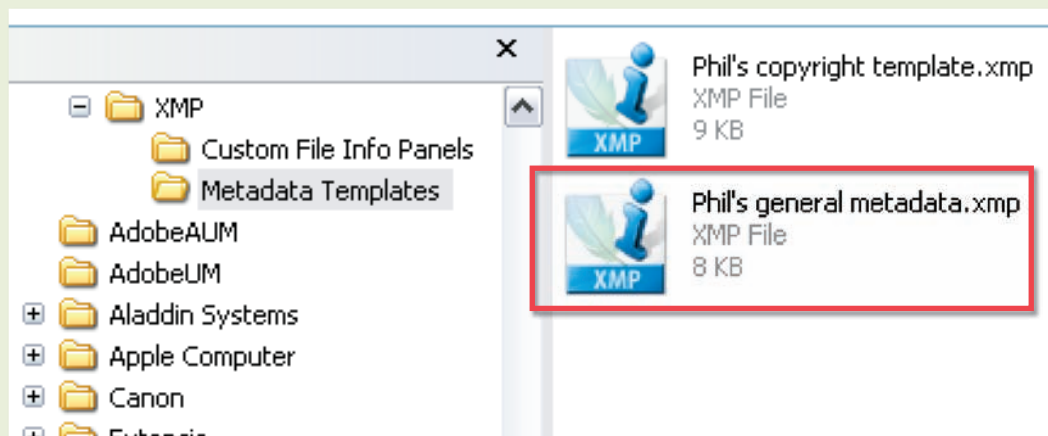 XMP
Custom File Info Panels
Metadata Templates
AdobeAUM
AdobeUM
Aladdin Systems
Apple Computer
Canon
Phil's copyright template.xmp
XMP File
9 KB
XMP
Phil's general metadata.xmp
XMP File
8 KB
XMP